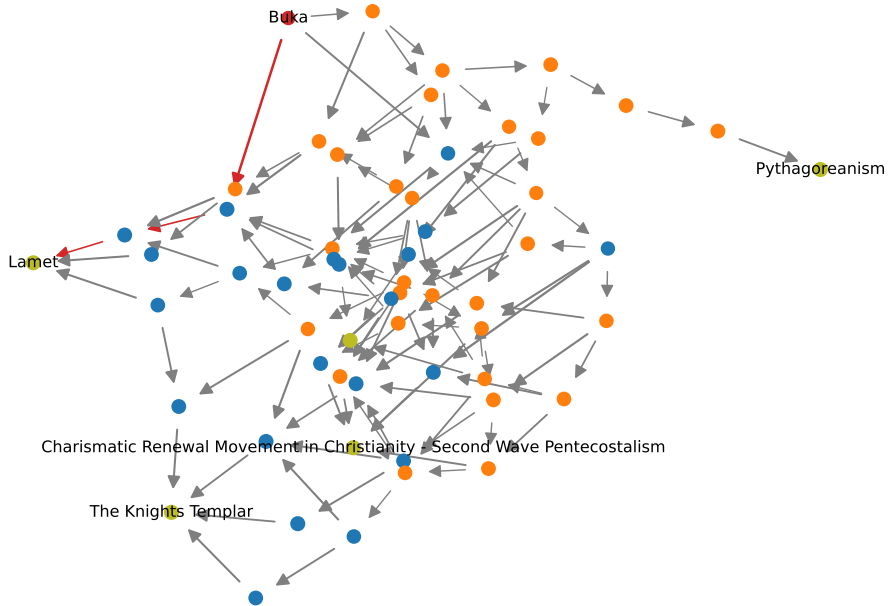 Buka
Pythagoreanism
Lamet
Charismatic Renewal Movement in Christianity - Second Wave Pentecostalism
The Knights Templar